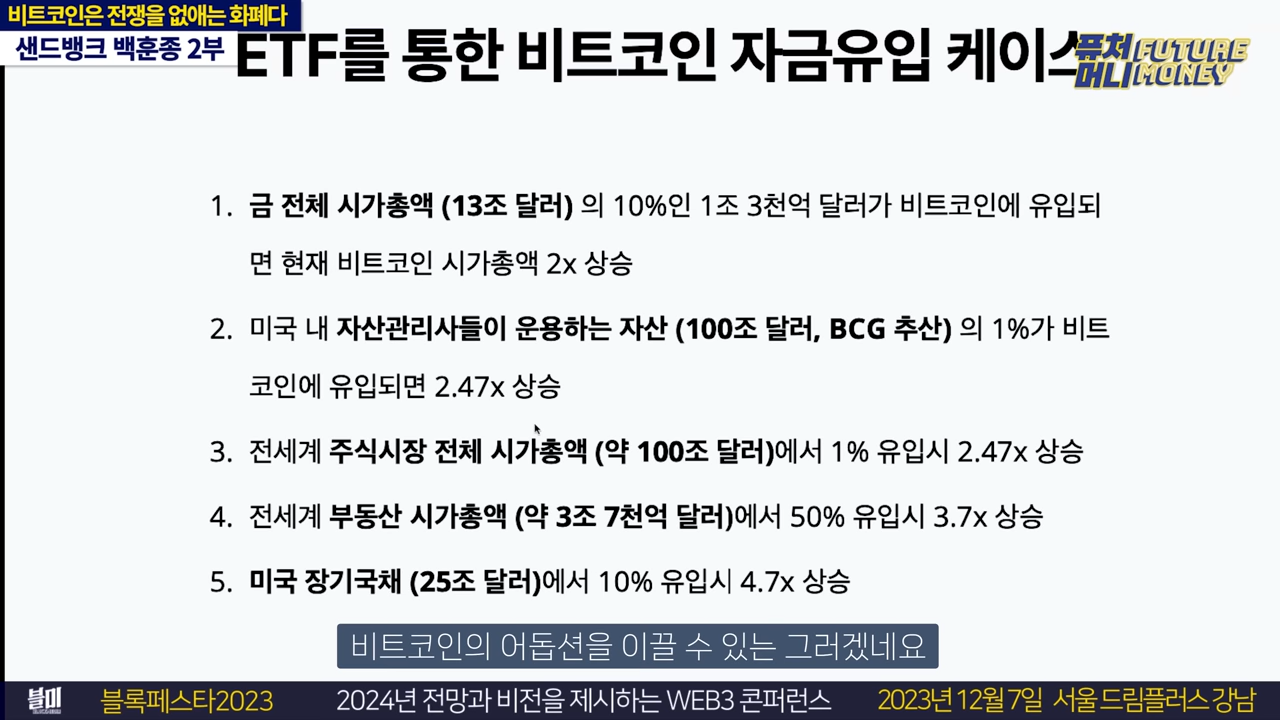 비트코인은 전쟁을 없애는 화폐다
샌드뱅크 백훈종 2부
ETF를 통한 비트코인 자금유입 케이스
퓨처 FUTURE
머니 MONEY
1. 금 전체 시가총액 (13조 달러) 의 10%인 1조 3천억 달러가 비트코인에 유입되
면 현재 비트코인 시가총액 2x 상승
2. 미국 내 자산관리사들이 운용하는 자산 (100조 달러, BCG 추산) 의 1%가 비트
코인에 유입되면 2.47x 상승
3. 전세계 주식시장 전체 시가총액 (약 100조 달러)에서 1% 유입시 2.47x 상승
4. 전세계 부동산 시가총액 (약 3조 7천억 달러)에서 50% 유입시 3.7x 상승
5. 미국 장기국채 (25조 달러)에서 10% 유입시 4.7x 상승
비트코인의 어돕션을 이끌 수 있는 그러겠네요
블미
블록페스타2023
2024년 전망과 비전을 제시하는 WEB3 콘퍼런스
2023년 12월 7일 서울 드림플러스 강남